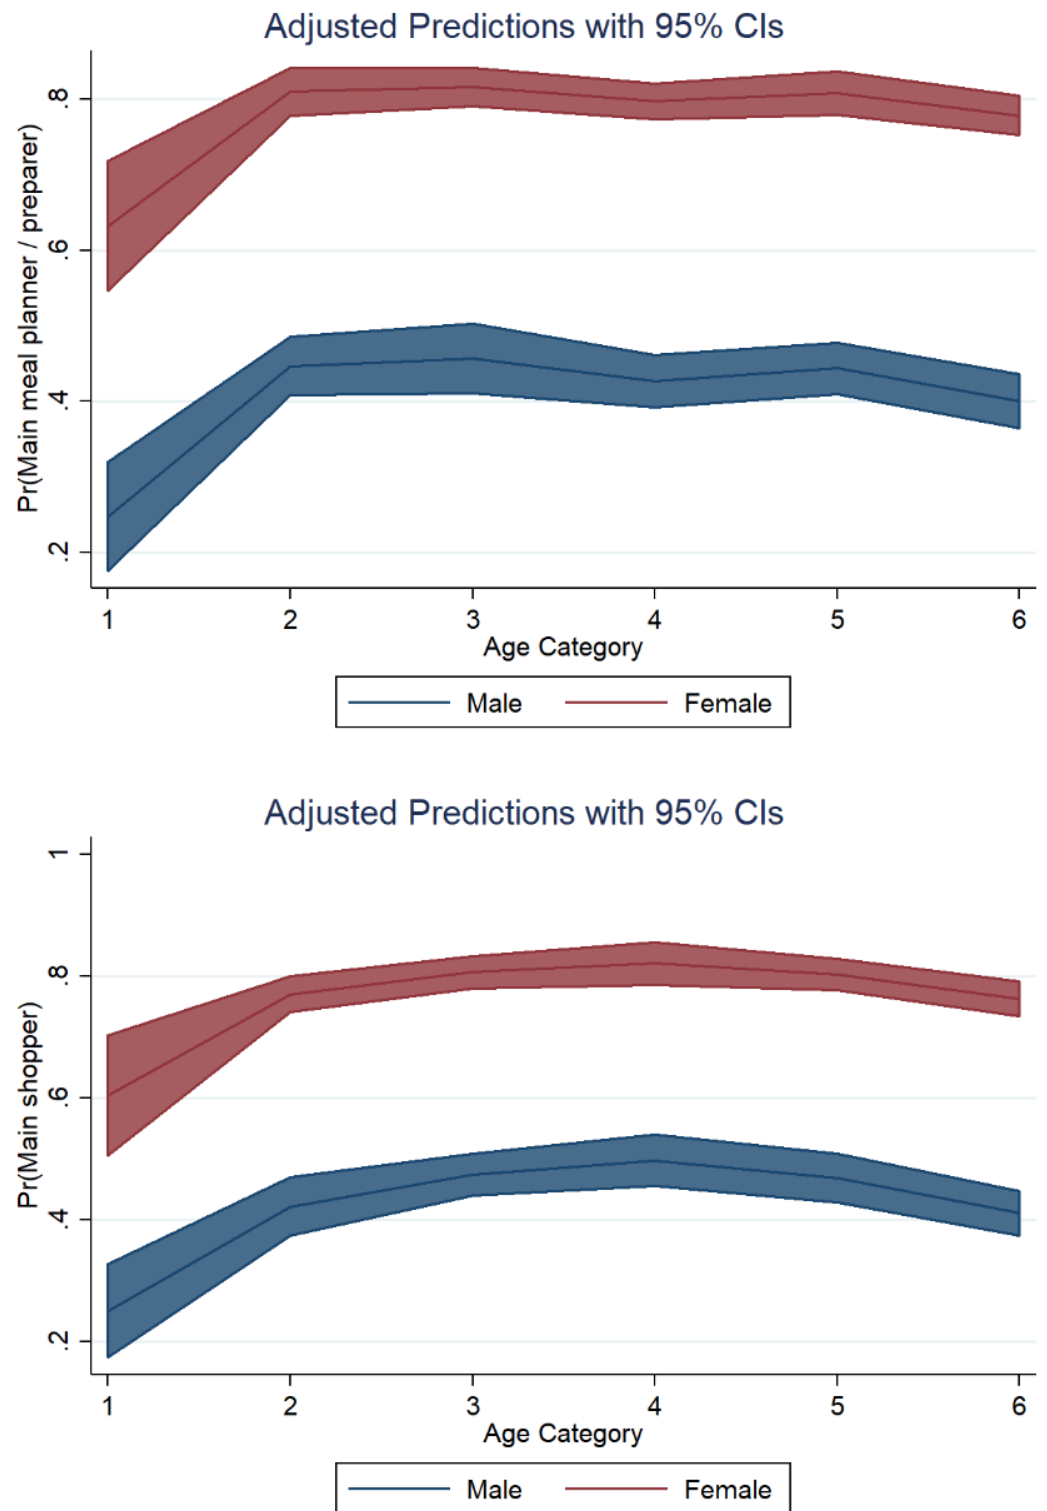 Adjusted Predictions with 95% CIs
Pr(Main meal planner / preparer)
.8
.6
.4
.2
1 2 3 4 5 6
Age Category
Male Female
Adjusted Predictions with 95% CIs
Pr(Main shopper)
1
.8
.6
.4
.2
1 2 3 4 5 6
Age Category
Male Female